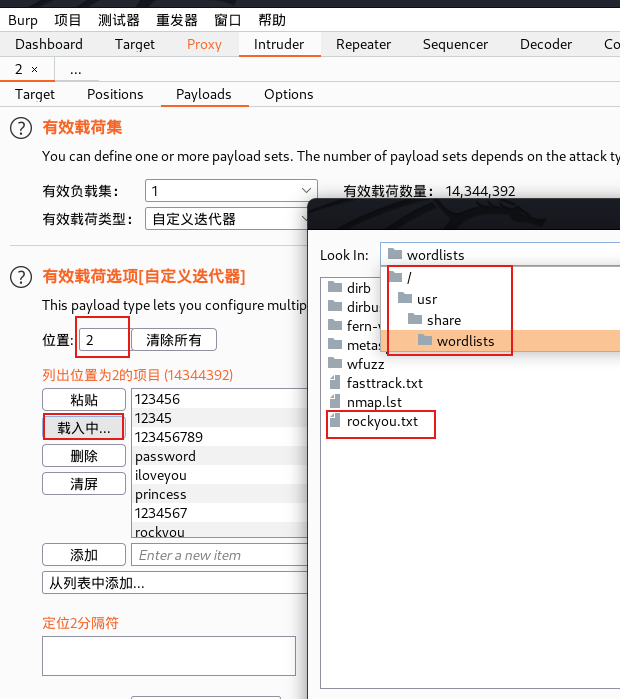 Burp 项目 测试器 重发器 窗口 帮助
Dashboard Target Proxy Intruder Repeater Sequencer Decoder
2 × ...
Target Positions Payloads Options
? 有效载荷集
You can define one or more payload sets. The number of payload sets depends on the attack
有效负载集: 1 有效载荷数量: 14,344,392
有效载荷类型: 自定义迭代器
? 有效载荷选项[自定义迭代器]
This payload type lets you configure
位置: 2 清除所有
列出位置为2的项目 (14344392)
粘贴
载入中...
删除
清屏
123456
12345
123456789
password
iloveyou
princess
1234567
rockyou
添加 Enter a new item
从列表中添加...
定位2分隔符
Look In: wordlists
/
usr
share
wordlists
dirb
wfuzz
fasttrack.txt
nmap.lst
rockyou.txt